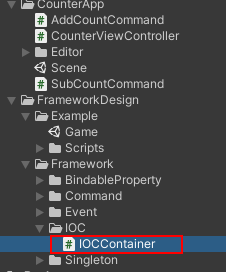 CounterApp
AddCountCommand
CounterViewController
Editor
Scene
SubCountCommand
FrameworkDesign
Example
Game
Scripts
Framework
BindableProperty
Command
Event
IOC
IOCContainer
Singleton